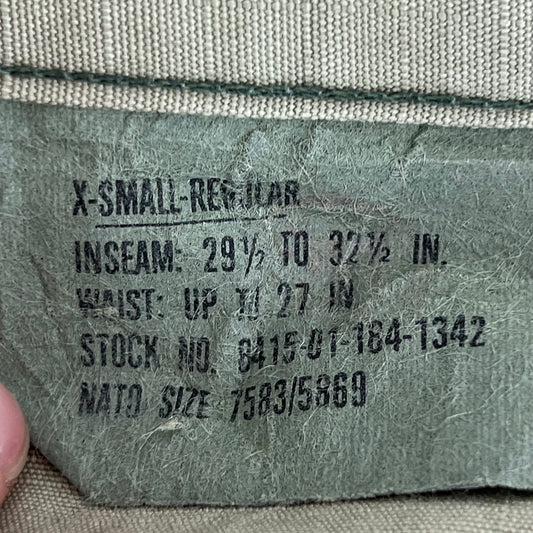 X-SMALL-REGULAR
INSEAM: 29½ TO 32½ IN.
WAIST: UP TO 27 IN
STOCK NO. 8415-01-184-1342
NATO SIZE 7583/5869